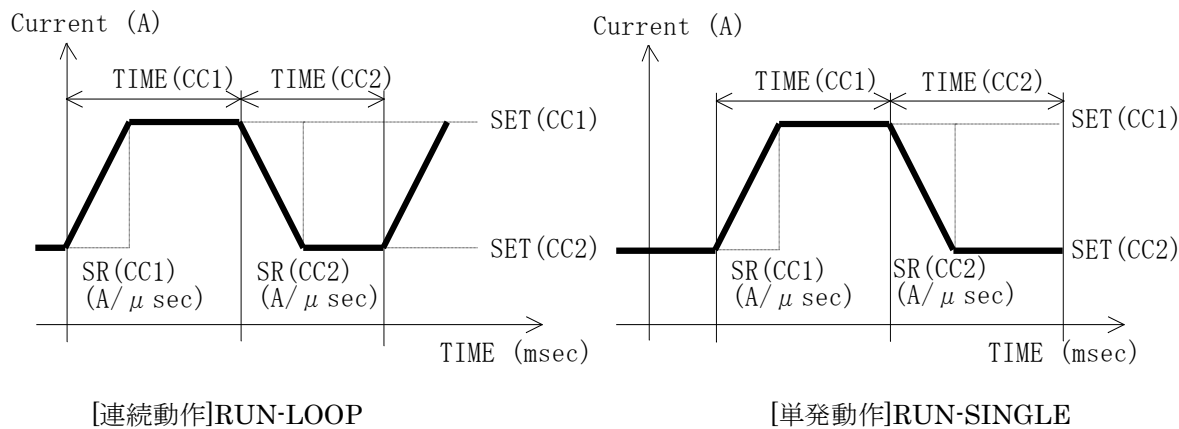 Current (A)
TIME(CC1)
TIME(CC2)
SET(CC1)
SET(CC2)
SR(CC1)
(A/μsec)
SR(CC2)
(A/μsec)
TIME (msec)
[連続動作]RUN-LOOP
Current (A)
TIME(CC1)
TIME(CC2)
SET(CC1)
SET(CC2)
SR(CC1)
(A/μsec)
SR(CC2)
(A/μsec)
TIME (msec)
[単発動作]RUN-SINGLE